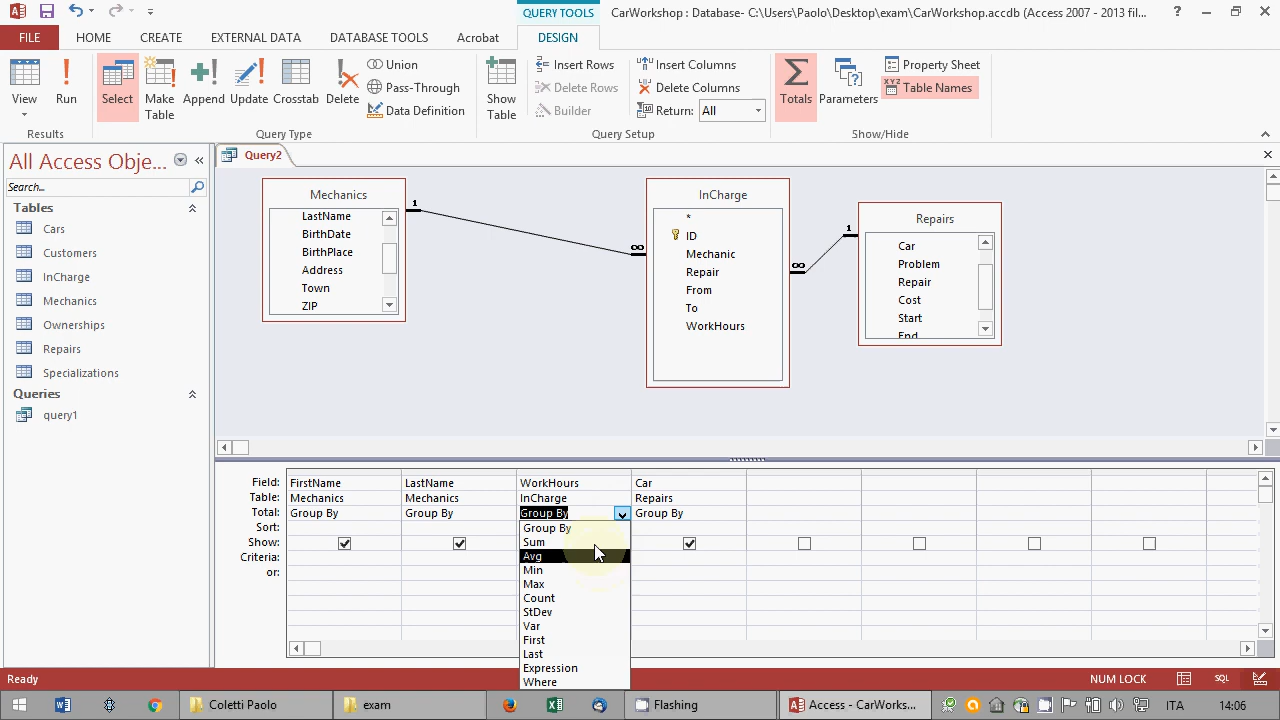 QUERY TOOLS
CarWorkshop : Database- C:\Users\Paolo\Desktop\exam\CarWorkshop.accdb (Access 2007 - 2013 fil...
FILE
HOME
CREATE
EXTERNAL DATA
DATABASE TOOLS
Acrobat
DESIGN
View
Run
Select
Make Table
Append
Update
Crosstab
Delete
Union
Pass-Through
Data Definition
Show Table
Insert Rows
Delete Rows
Builder
Insert Columns
Delete Columns
Return: All
Totals
Parameters
Property Sheet
Table Names
Results
Query Type
Query Setup
Show/Hide
All Access Obje...
Search...
Tables
Cars
Customers
InCharge
Mechanics
Ownerships
Repairs
Specializations
Queries
query1
Query2
Mechanics
LastName
BirthDate
BirthPlace
Address
Town
ZIP
1
∞
InCharge
*
ID
Mechanic
Repair
From
To
WorkHours
∞
1
Repairs
Car
Problem
Repair
Cost
Start
End
Field: FirstName LastName WorkHours Car
Table: Mechanics Mechanics InCharge Repairs
Total: Group By Group By Group By Group By
Sort:
Show:
Criteria:
or:
Group By
Sum
Avg
Min
Max
Count
StDev
Var
First
Last
Expression
Where
Ready
NUM LOCK
SQL
Coletti Paolo
exam
Flashing
Access - CarWorks...
ITA
14:06